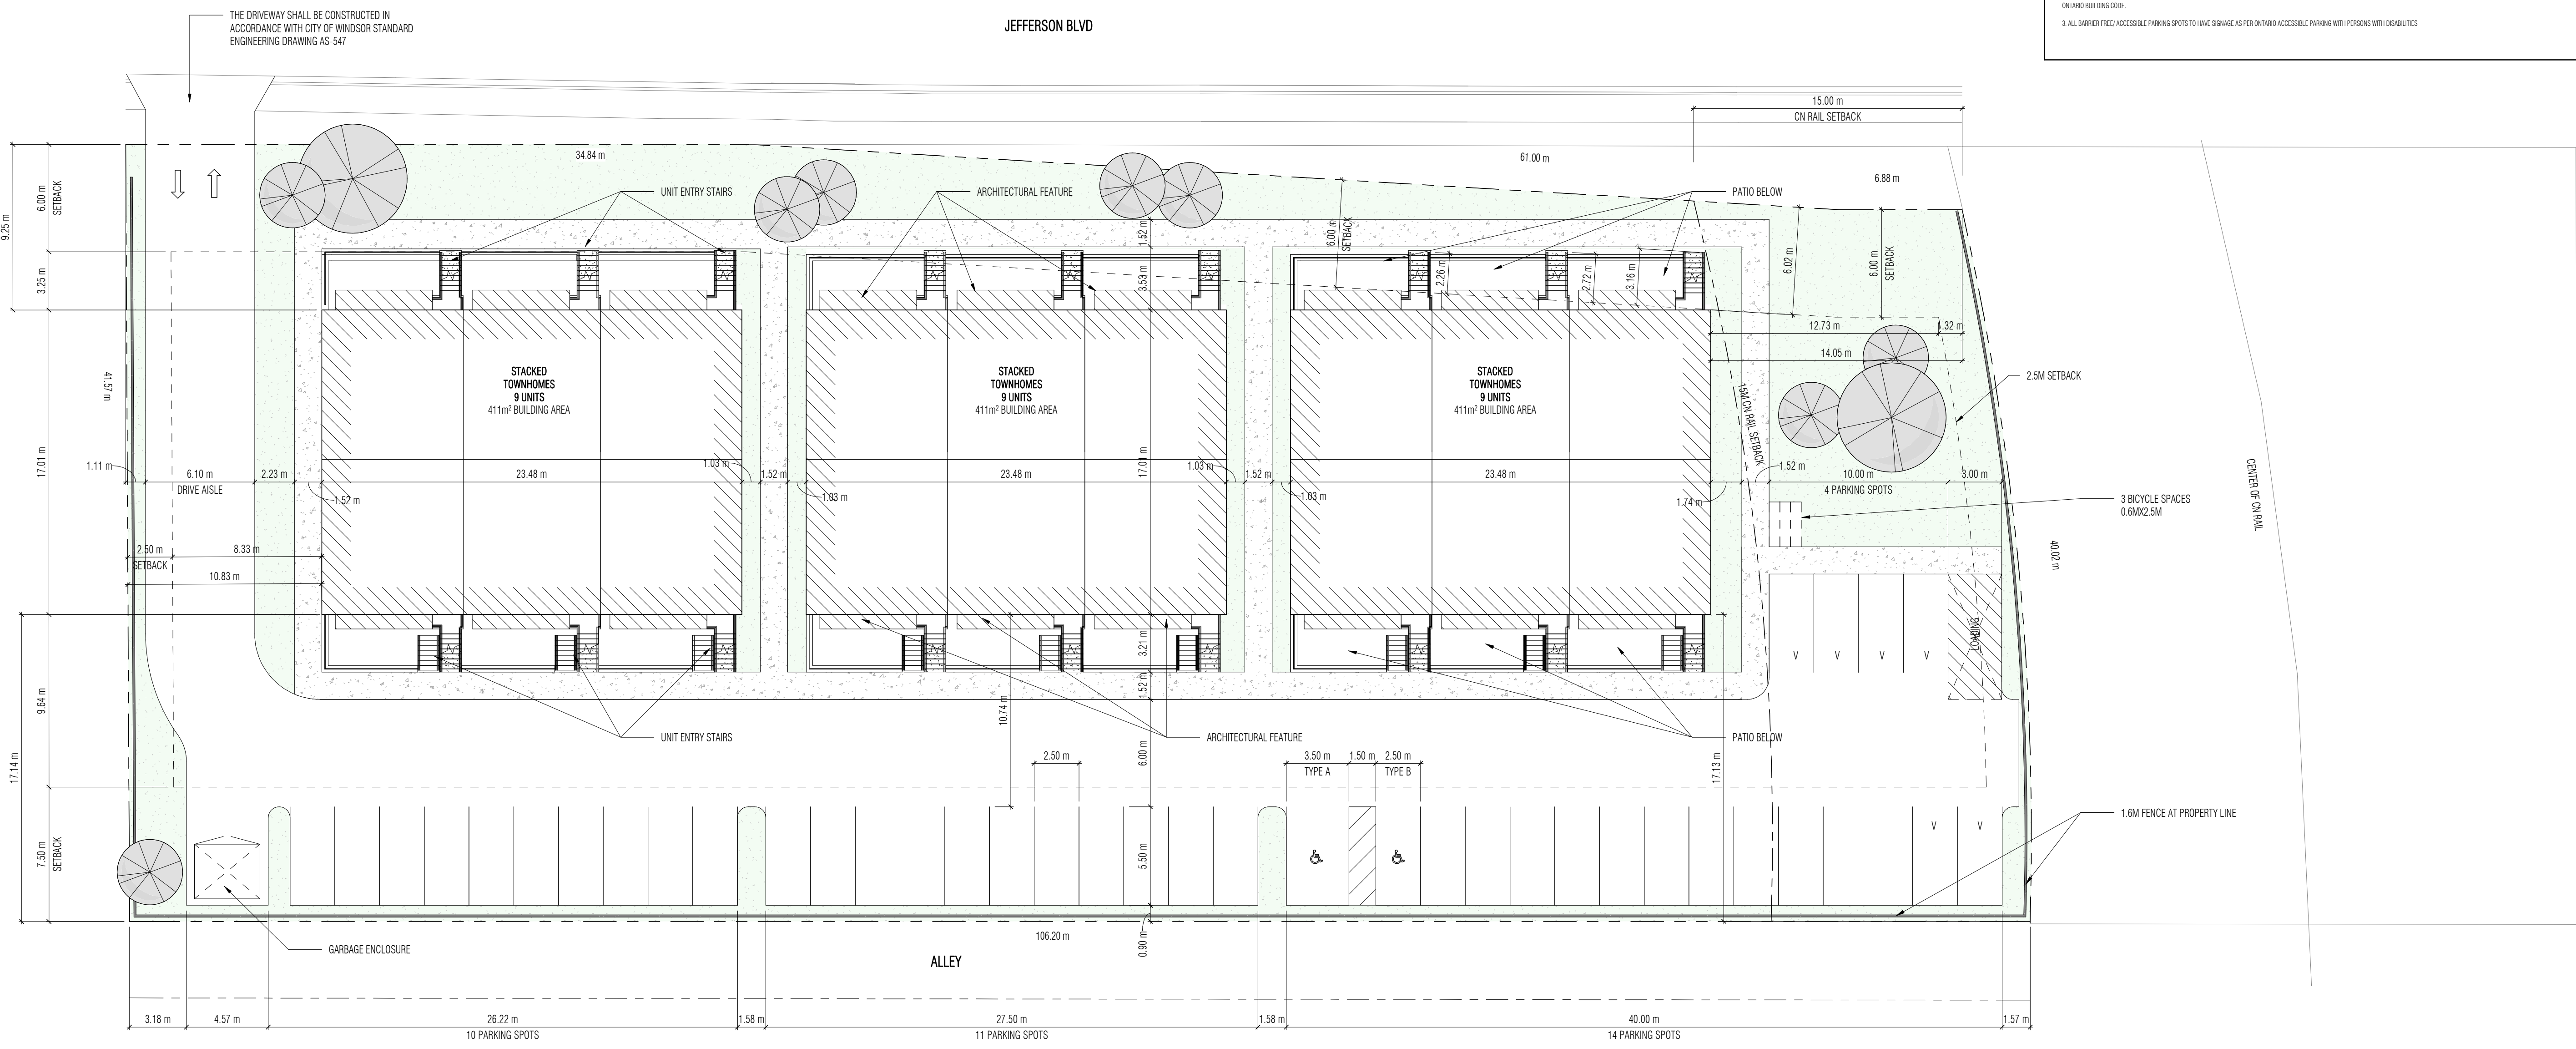 THE DRIVEWAY SHALL BE CONSTRUCTED IN
ACCORDANCE WITH CITY OF WINDSOR STANDARD
ENGINEERING DRAWING AS-547
JEFFERSON BLVD
ONTARIO BUILDING CODE.
3. ALL BARRIER FREE/ ACCESSIBLE PARKING SPOTS TO HAVE SIGNAGE AS PER ONTARIO ACCESSIBLE PARKING WITH PERSONS WITH DISABILITIES
15.00 m
CN RAIL SETBACK
34.84 m
61.00 m
6.88 m
9.25 m
6.00 m
SETBACK
3.25 m
UNIT ENTRY STAIRS
ARCHITECTURAL FEATURE
PATIO BELOW
1.52 m
3.53 m
6.00 m
SETBACK
2.26 m
2.72 m
3.16 m
6.02 m
6.00 m
SETBACK
12.73 m
1.32 m
14.05 m
2.5M SETBACK
41.57 m
17.01 m
STACKED
TOWNHOMES
9 UNITS
411m² BUILDING AREA
STACKED
TOWNHOMES
9 UNITS
411m² BUILDING AREA
STACKED
TOWNHOMES
9 UNITS
411m² BUILDING AREA
15M CN RAIL SETBACK
17.01 m
1.11 m
6.10 m
DRIVE AISLE
2.23 m
1.52 m
23.48 m
1.03 m
1.52 m
1.03 m
23.48 m
1.03 m
1.52 m
1.03 m
23.48 m
1.74 m
1.52 m
10.00 m
4 PARKING SPOTS
3.00 m
CENTER OF CN RAIL
3 BICYCLE SPACES
0.6MX2.5M
2.50 m
SETBACK
8.33 m
10.83 m
40.02 m
LOADING
V
V
V
V
3.21 m
1.52 m
9.64 m
17.14 m
10.74 m
UNIT ENTRY STAIRS
ARCHITECTURAL FEATURE
PATIO BELOW
6.00 m
2.50 m
3.50 m
TYPE A
1.50 m
2.50 m
TYPE B
17.13 m
1.6M FENCE AT PROPERTY LINE
7.50 m
SETBACK
5.50 m
V
V
0.90 m
GARBAGE ENCLOSURE
106.20 m
ALLEY
3.18 m
4.57 m
26.22 m
10 PARKING SPOTS
1.58 m
27.50 m
11 PARKING SPOTS
1.58 m
40.00 m
14 PARKING SPOTS
1.57 m